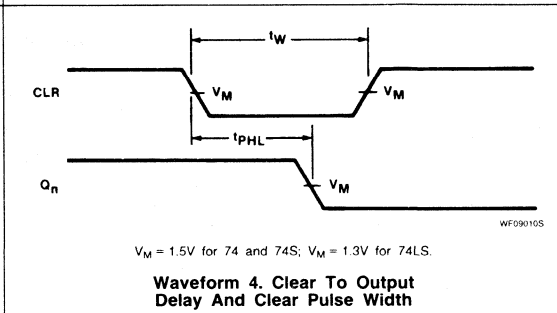 tW
CLR
VM
VM
tPHL
Qn
VM
WF09010S
VM = 1.5V for 74 and 74S; VM = 1.3V for 74LS.
Waveform 4. Clear To Output
Delay And Clear Pulse Width